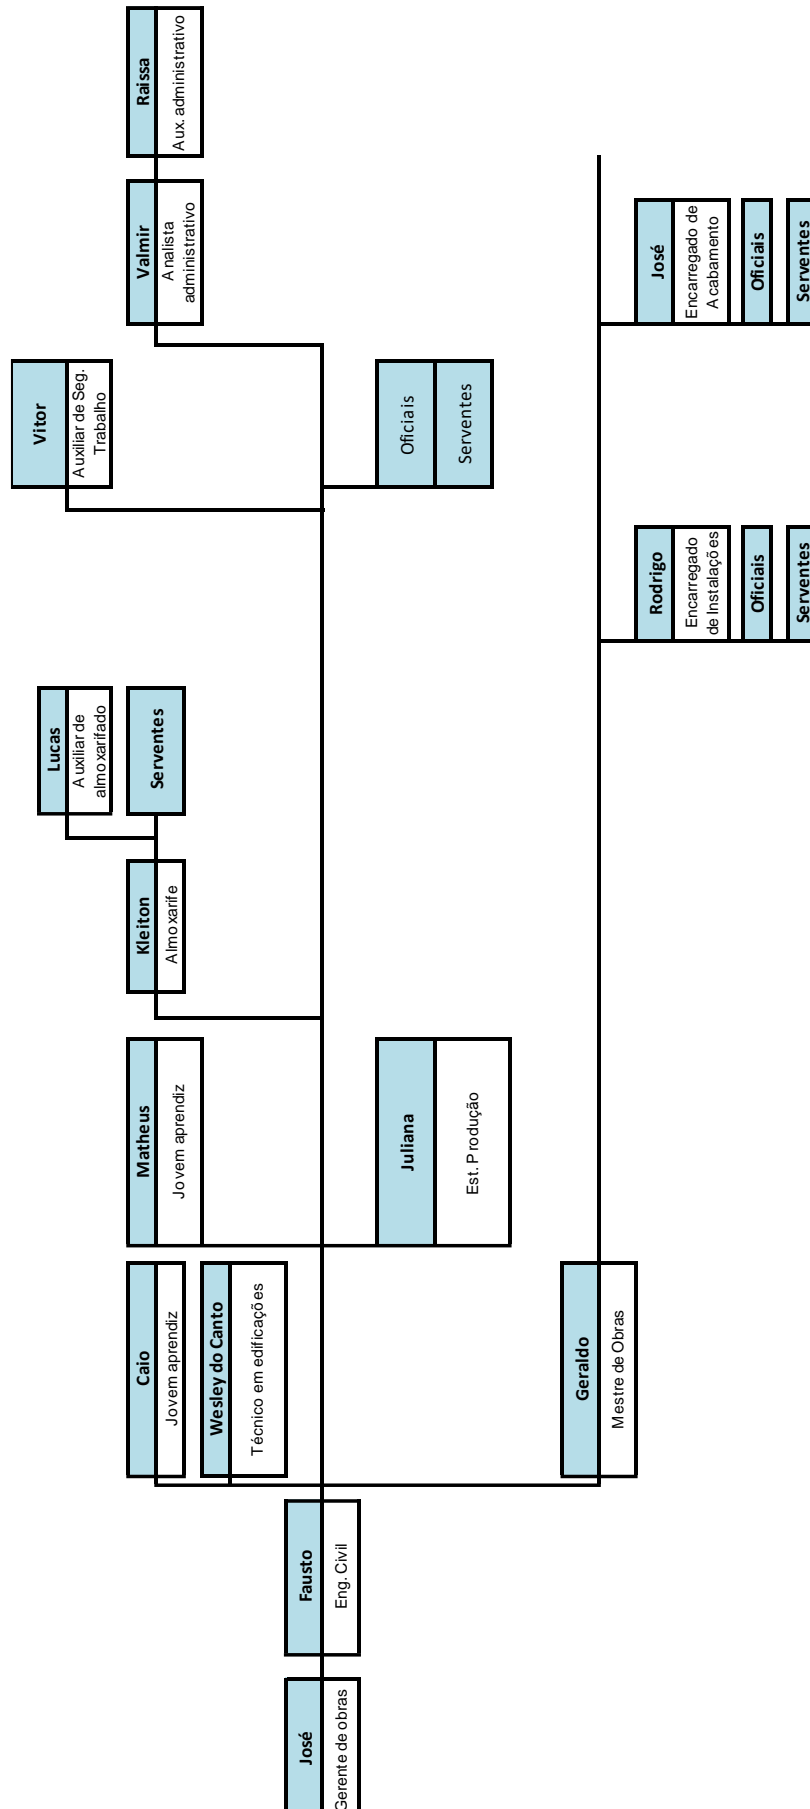 José
Gerente de obras
Fausto
Eng. Civil
Caio
Jovem aprendiz
Wesley do Canto
Técnico em edificações
Geraldo
Mestre de Obras
Matheus
Jovem aprendiz
Juliana
Est. Produção
Kleiton
Almoxarife
Lucas
Auxiliar de
almoxarifado
Serventes
Vitor
Auxiliar de Seg.
Trabalho
Oficiais
Serventes
Valmir
Analista
administrativo
Raissa
Aux. administrativo
Rodrigo
Encarregado
de Instalações
Oficiais
Serventes
José
Encarregado de
Acabamento
Oficiais
Serventes